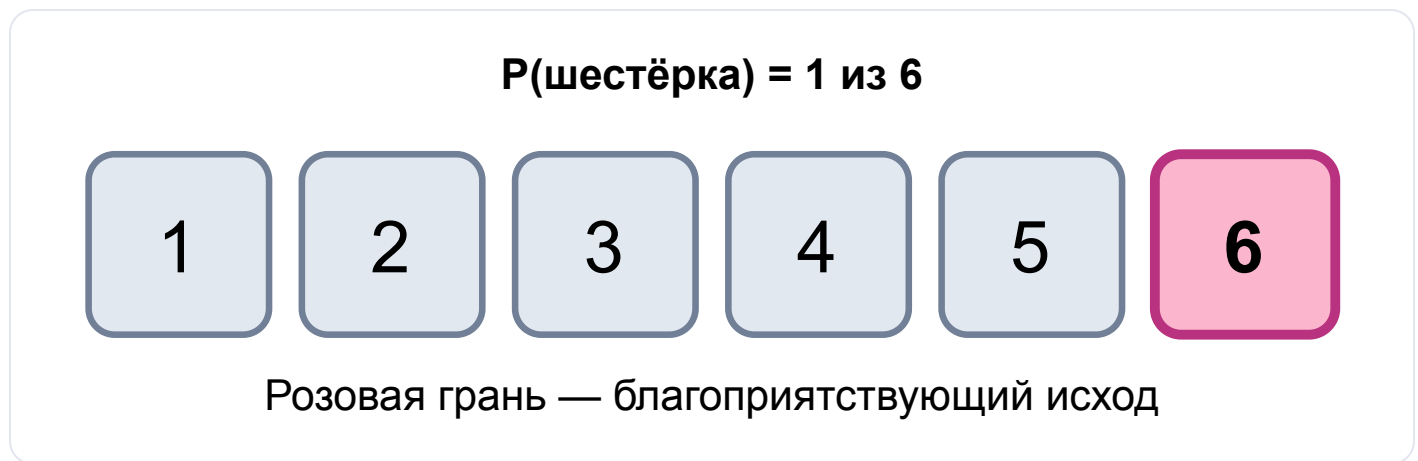 P(шестёрка) = 1 из 6
1 2 3 4 5 6
Розовая грань — благоприятствующий исход